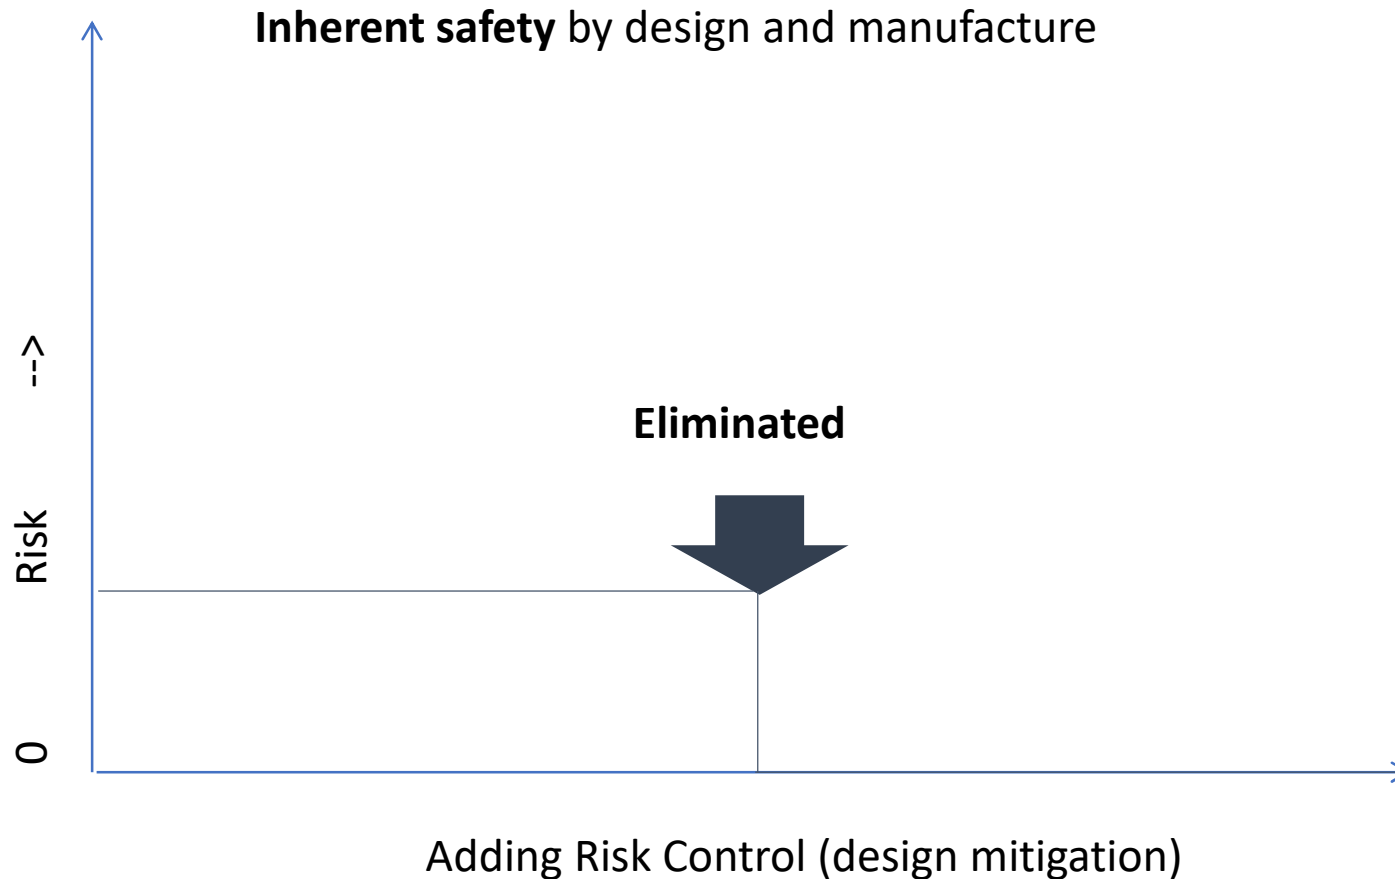 Inherent safety by design and manufacture
Eliminated
0 Risk -->
Adding Risk Control (design mitigation)